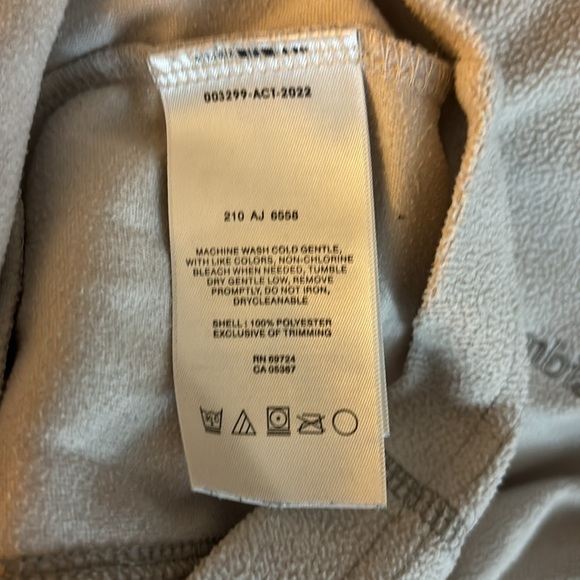 003299-ACT-2022
210 AJ 6558
MACHINE WASH COLD GENTLE,
WITH LIKE COLORS, NON-CHLORINE
BLEACH WHEN NEEDED, TUMBLE
DRY GENTLE LOW, REMOVE
PROMPTLY, DO NOT IRON,
DRYCLEANABLE
SHELL | 100% POLYESTER
EXCLUSIVE OF TRIMMING
RN 69724
CA 05367